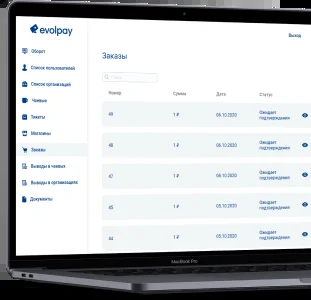 evolpay
Выход
Оборот
Список пользователей
Список организаций
Чаевые
Тикеты
Магазины
Заказы
Выводы в чаевых
Выводы в организациях
Документы
Заказы
Поиск
Номер Сумма Дата Статус
49 1 ₽ 06.10.2020 Ожидает
подтверждения
48 1 ₽ 06.10.2020 Ожидает
подтверждения
47 1 ₽ 06.10.2020 Ожидает
подтверждения
45 1 ₽ 05.10.2020 Ожидает
подтверждения
44 1 ₽ 05.10.2020 Ожидает
подтверждения
MacBook Pro